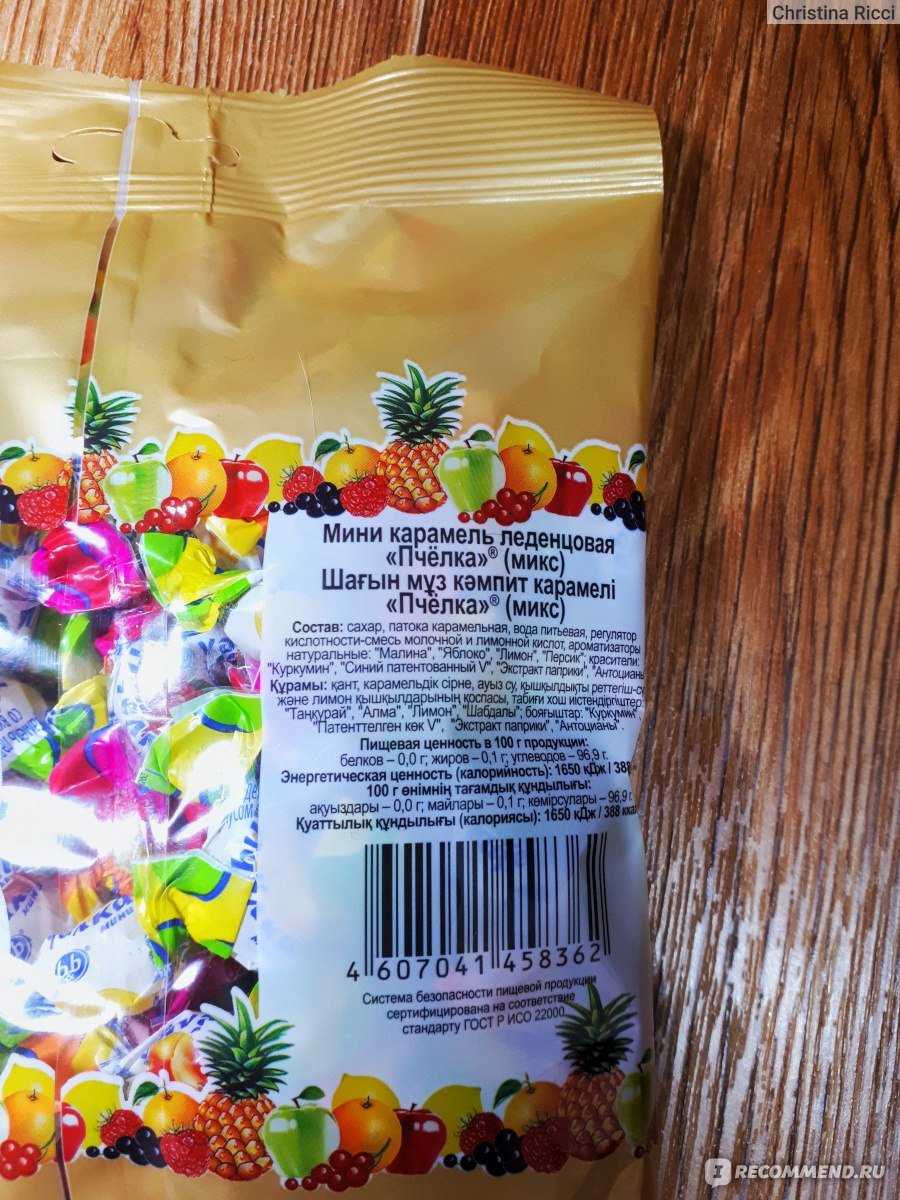 Christina Ricci
Мини карамель леденцовая
«Пчёлка»® (микс)
Шағын мұз кәмпит карамелі
«Пчёлка»® (микс)
Состав: сахар, патока карамельная, вода питьевая, регулятор
кислотности-смесь молочной и лимонной кислот, ароматизаторы
натуральные: "Малина", "Яблоко", "Лимон", "Персик"; красители:
"Куркумин", "Синий патентованный V", "Экстракт паприки", "Антоцианы
Құрамы: қант, карамельдік сірне, ауыз су, қышқылдықты реттегіш-сү
және лимон қышқылдарының қоспасы, табиғи хош иістендіргіштер:
"Таңқурай", "Алма", "Лимон", "Шабдалы"; бояғыштар: "Куркумин"
"Патенттелген көк V", "Экстракт паприки", "Антоцианы".
Пищевая ценность в 100 г продукции:
белков – 0,0 г; жиров – 0,1 г; углеводов – 96,9 г.
Энергетическая ценность (калорийность): 1650 кДж / 388
100 г өнімнің тағамдық құндылығы:
ақуыздары – 0,0 г; майлары – 0,1 г; көмірсулары – 96,9 г.
Қуаттылық құндылығы (калориясы): 1650 кДж / 388 ккал
4 607041 458362
Система безопасности пищевой продукции
сертифицирована на соответствие
стандарту ГОСТ Р ИСО 22000.
b&b
IRECOMMEND.RU